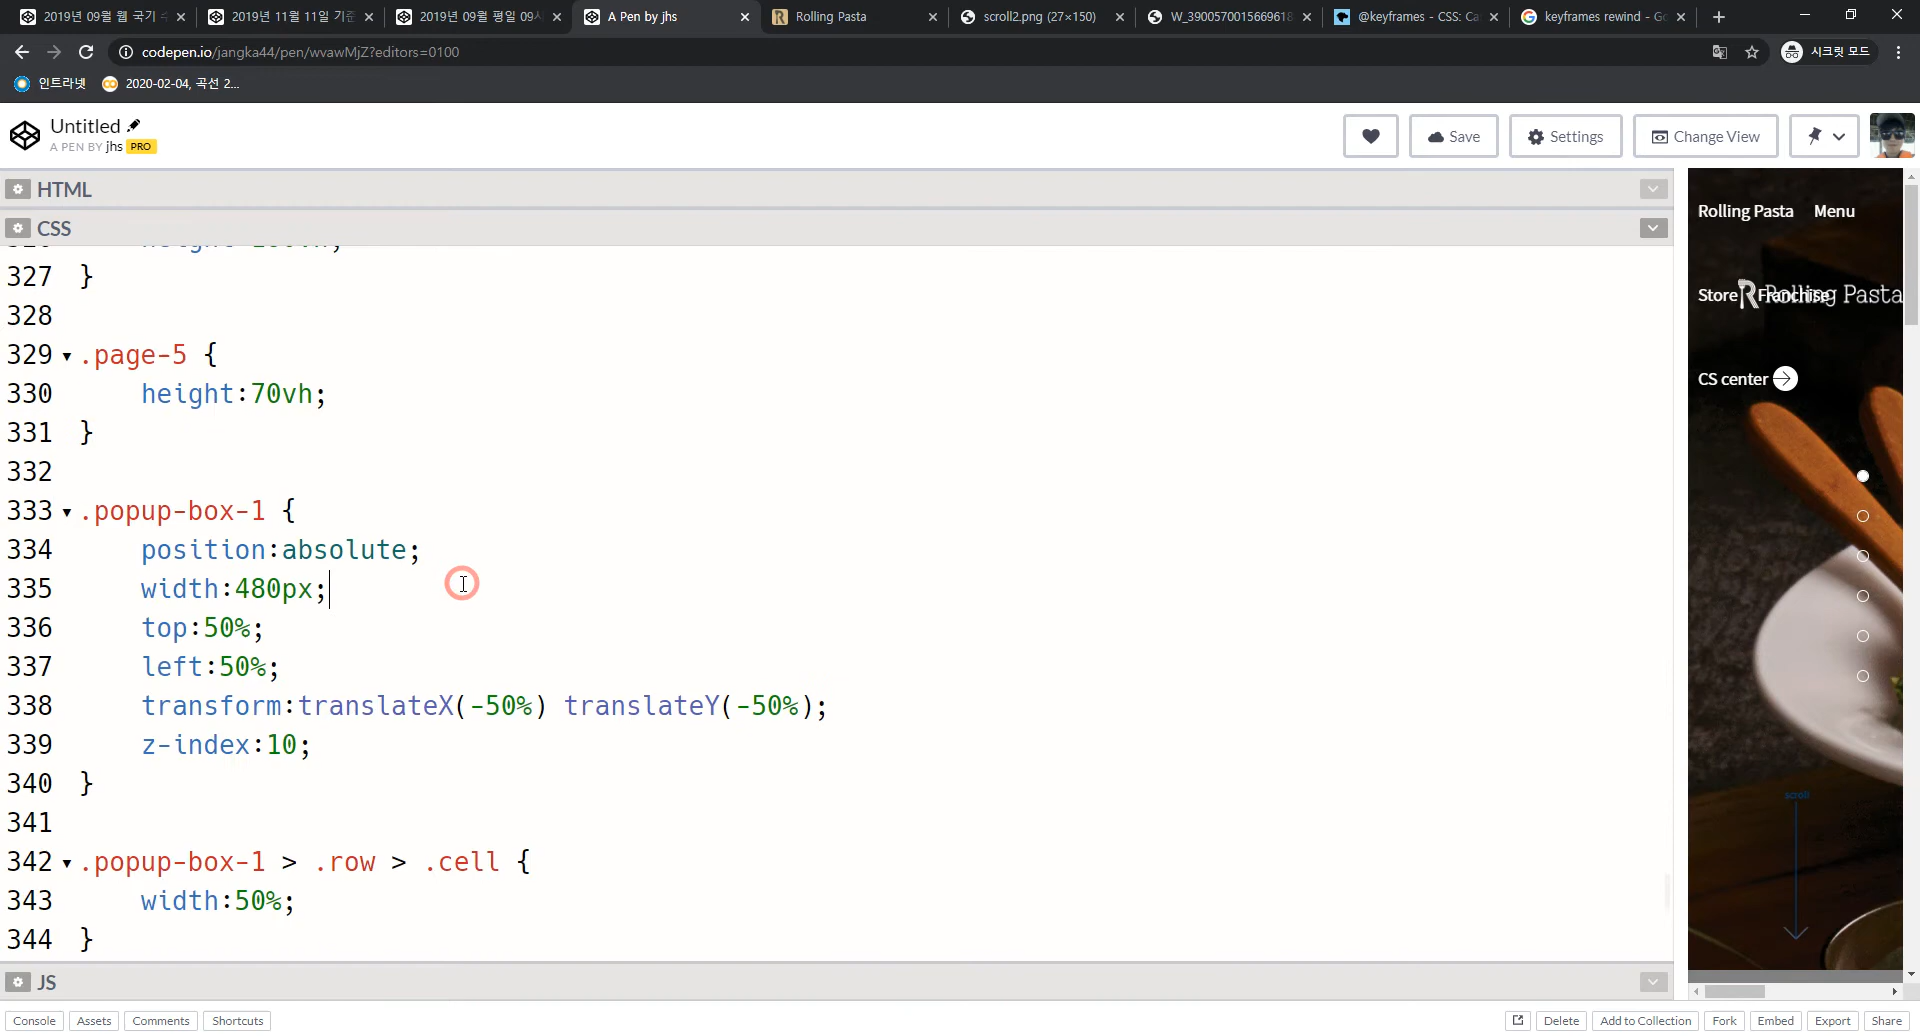 2019년 09월 웹 국기
2019년 11월 11일 기준
2019년 09월 평일 09시
A Pen by jhs
Rolling Pasta
scroll2.png (27×150)
W_3900570015669618
@keyframes - CSS: Ca
keyframes rewind - Go
codepen.io/jangka44/pen/wvawMjZ?editors=0100
시크릿 모드
인트라넷
2020-02-04, 곡선 2...
Untitled
A PEN BY jhs PRO
Save
Settings
Change View
HTML
CSS
327 }
328
329 .page-5 {
330 height:70vh;
331 }
332
333 .popup-box-1 {
334 position:absolute;
335 width:480px;
336 top:50%;
337 left:50%;
338 transform:translateX(-50%) translateY(-50%);
339 z-index:10;
340 }
341
342 .popup-box-1 > .row > .cell {
343 width:50%;
344 }
JS
Rolling Pasta Menu
Store Franchise
Rolling Pasta
CS center
scroll
Console Assets Comments Shortcuts
Delete Add to Collection Fork Embed Export Share